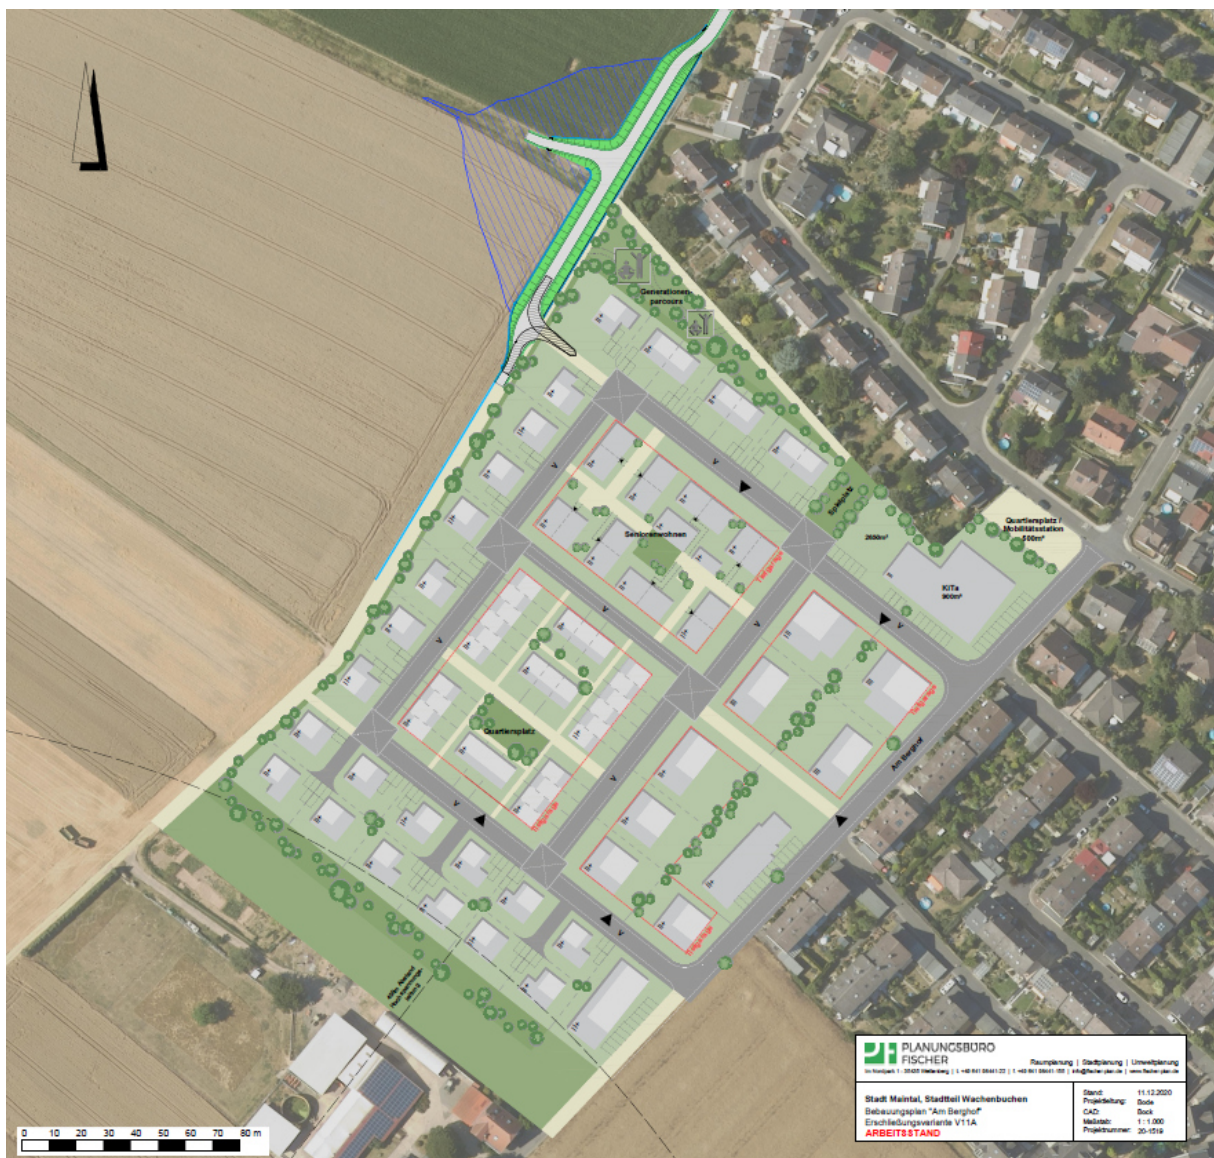 Generationen-
parcours
Spielplatz
Quartiersplatz /
Mobilitätsstation
500m²
2650m²
KiTa
900m²
Seniorenwohnen
Tiefgarage
Tiefgarage
Am Berghof
Quartiersplatz
Tiefgarage
Tiefgarage
0 10 20 30 40 50 60 70 80 m
PLANUNGSBÜRO
FISCHER
Raumplanung | Stadtplanung | Umweltplanung
Stadt Maintal, Stadtteil Wachenbuchen
Bebauungsplan "Am Berghof"
Erschließungsvariante V11A
ARBEITSSTAND
Stand: 11.12.2020
Projektleitung: Bode
CAD: Bock
Maßstab: 1 : 1.000
Projektnummer: 20-1519